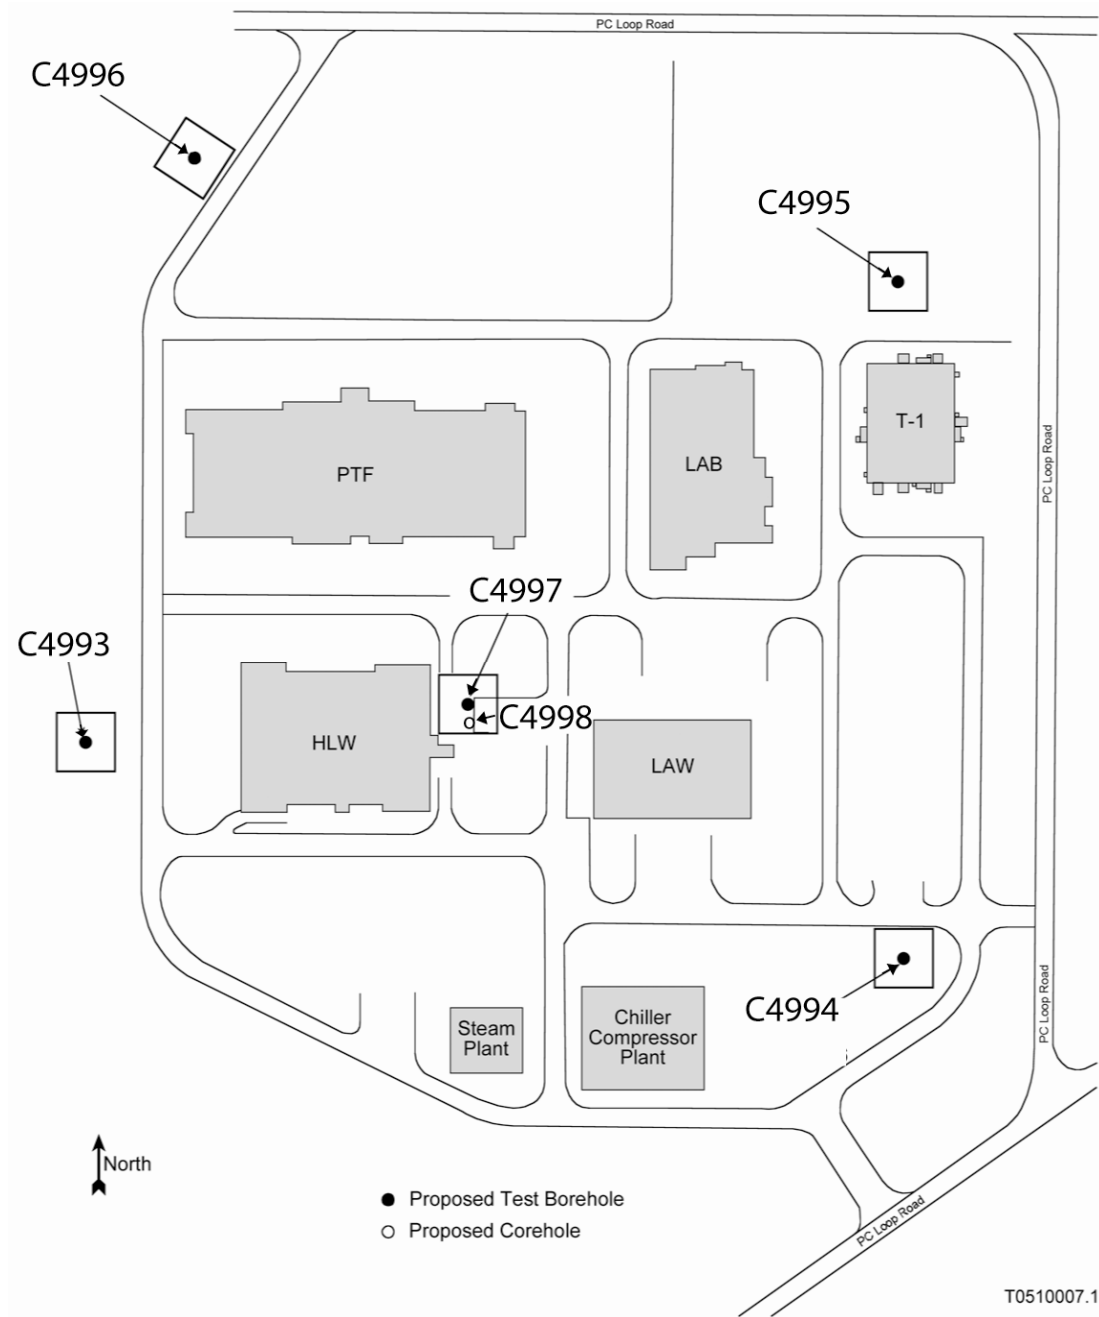 PC Loop Road
C4996
C4995
T-1
PC Loop Road
LAB
PTF
C4997
C4993
C4998
HLW
LAW
PC Loop Road
C4994
Steam
Plant
Chiller
Compressor
Plant
North
Proposed Test Borehole
Proposed Corehole
PC Loop Road
T0510007.1